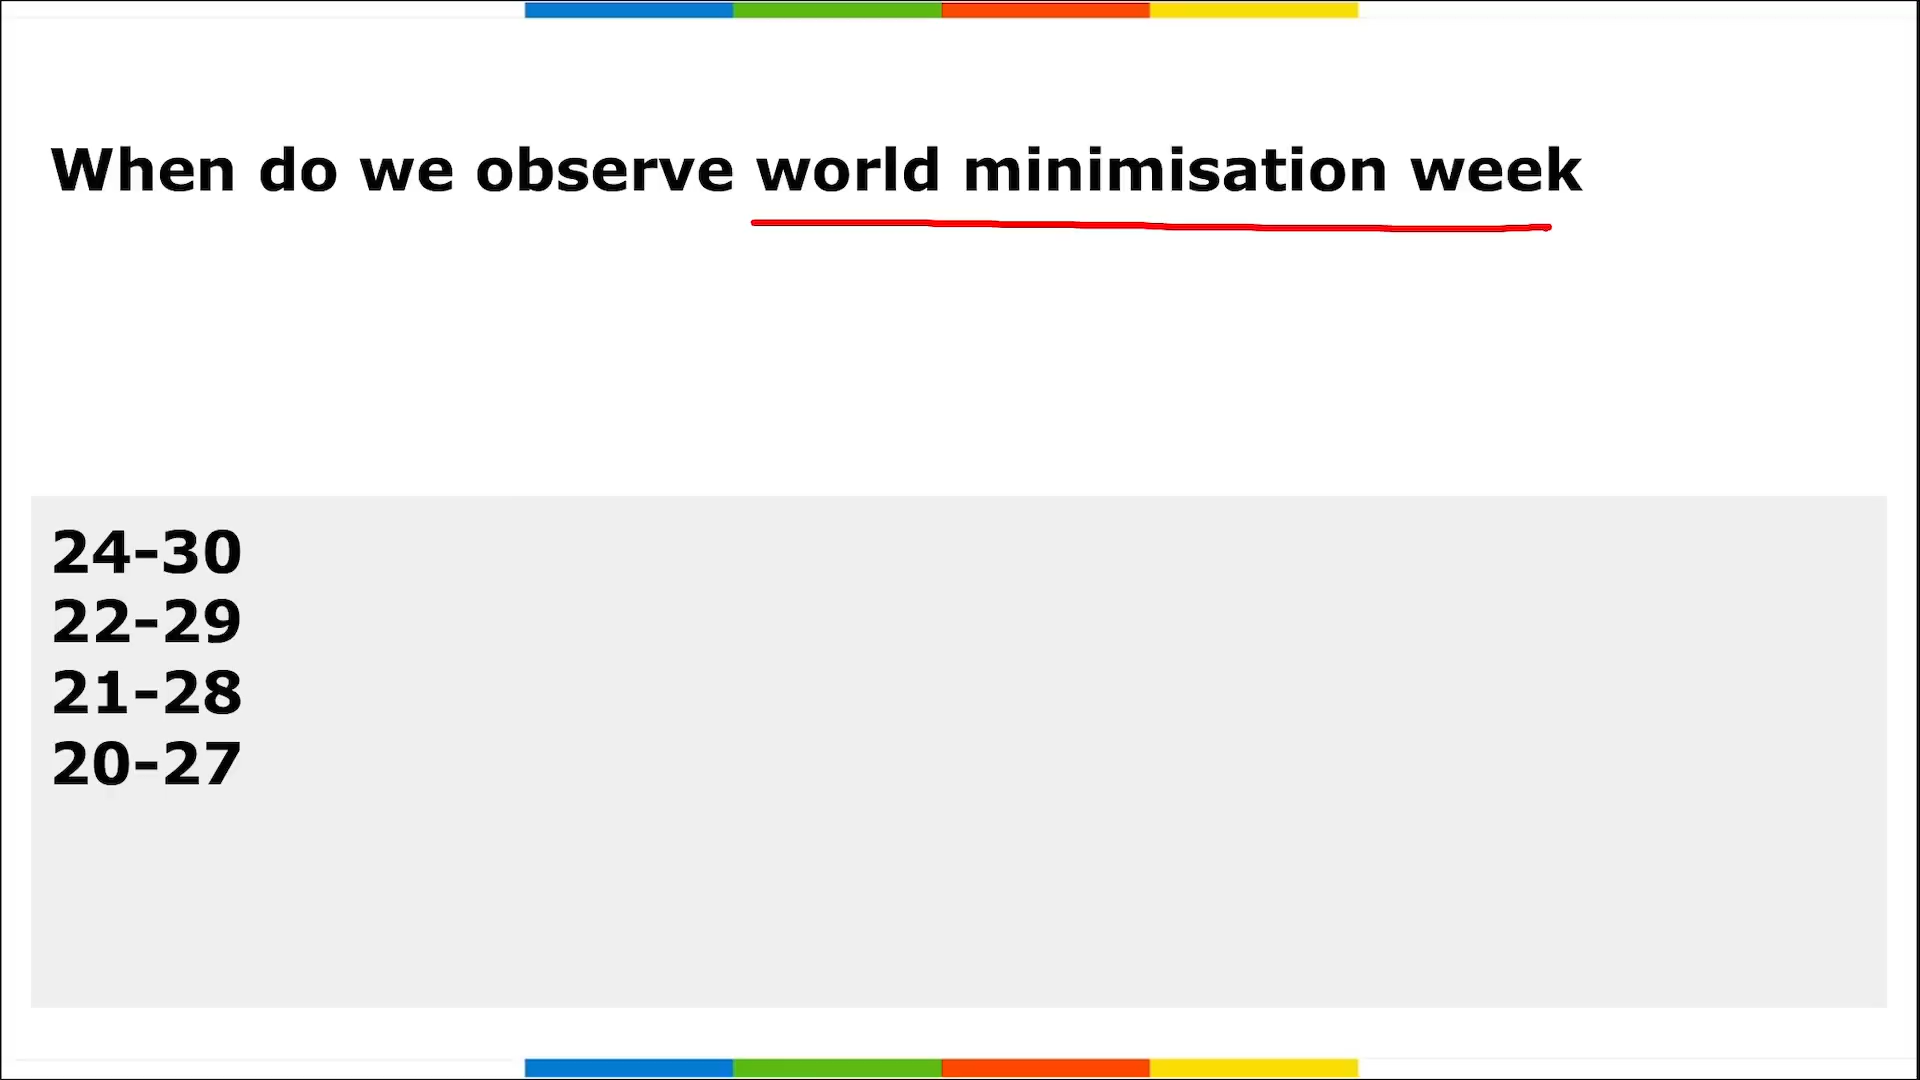 When do we observe world minimisation week
24-30
22-29
21-28
20-27